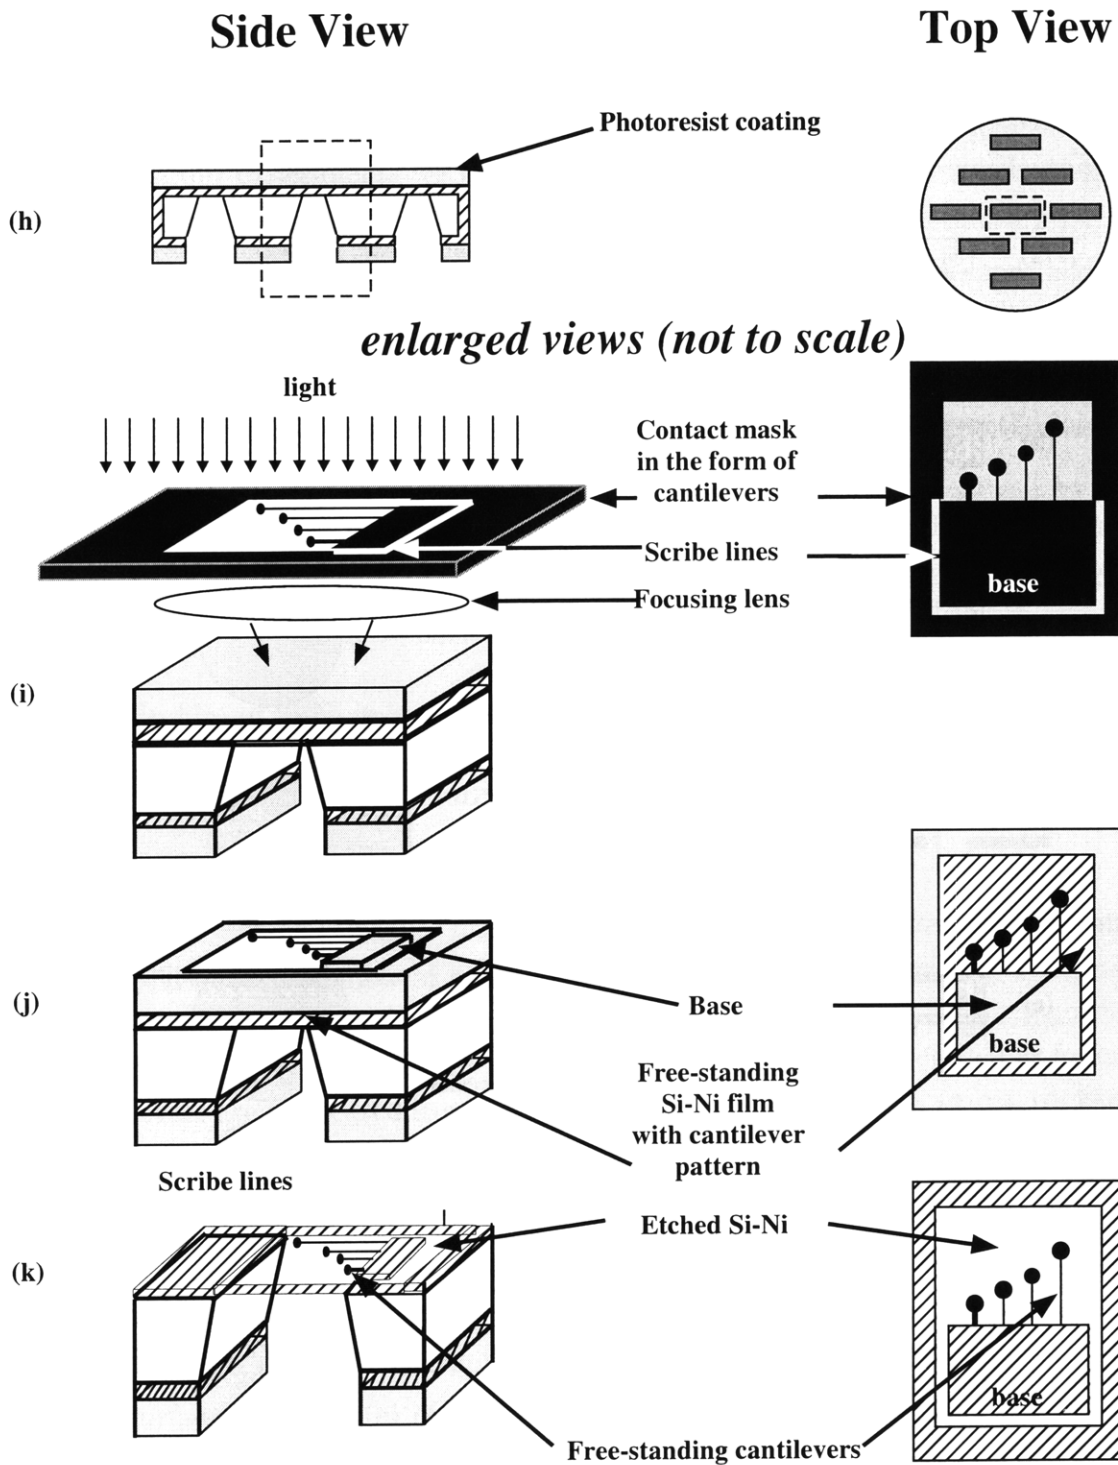 Side View
Top View
Photoresist coating
(h)
enlarged views (not to scale)
light
Contact mask
in the form of
cantilevers
Scribe lines
base
Focusing lens
(i)
(j)
Base
base
Free-standing
Si-Ni film
with cantilever
pattern
Scribe lines
Etched Si-Ni
(k)
base
Free-standing cantilevers